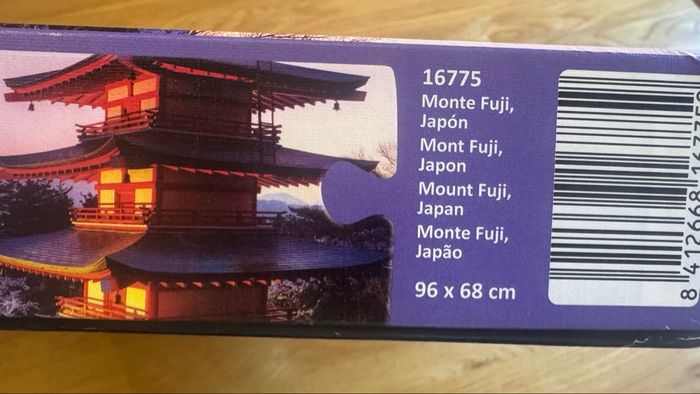 16775
Monte Fuji,
Japón
Mont Fuji,
Japon
Mount Fuji,
Japan
Monte Fuji,
Japão
96 x 68 cm